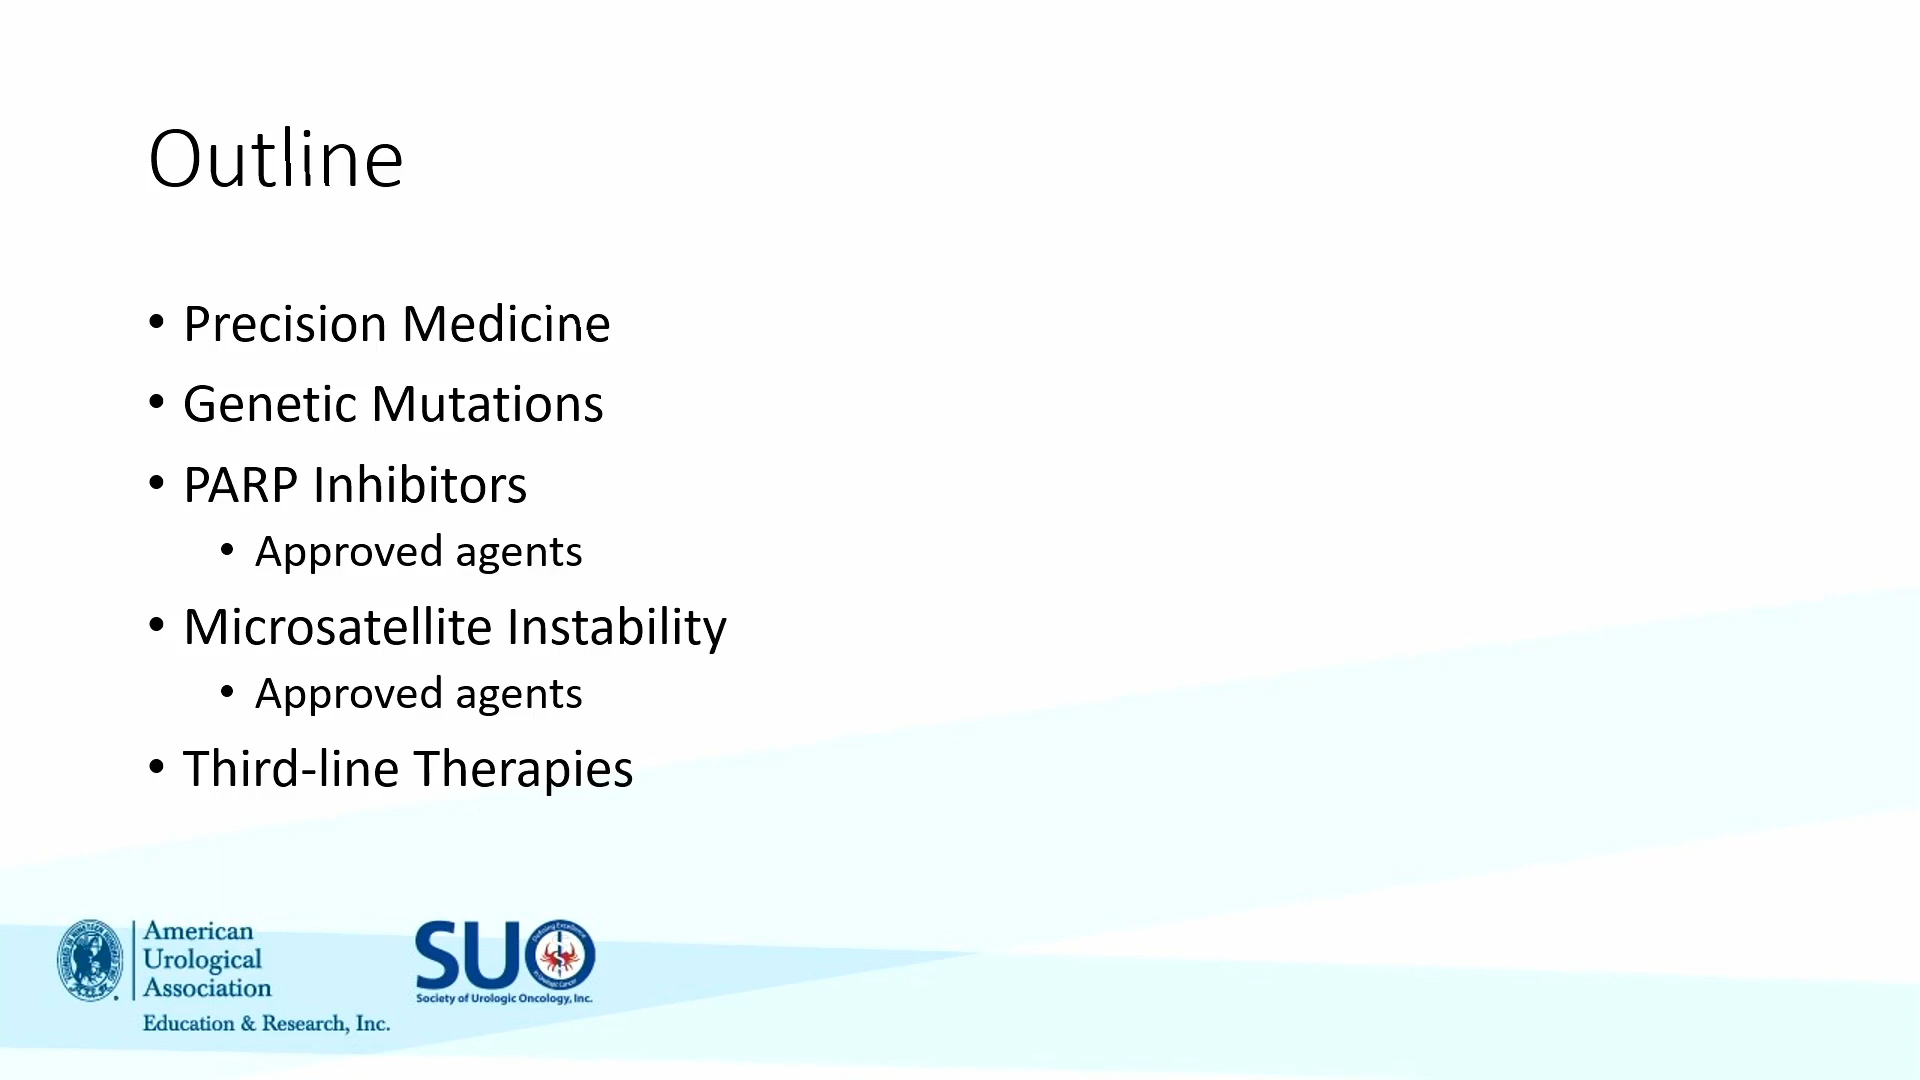 Outline
• Precision Medicine
• Genetic Mutations
• PARP Inhibitors
• Approved agents
• Microsatellite Instability
• Approved agents
• Third-line Therapies
American
Urological
Association
Education & Research, Inc.
SUO
Society of Urologic Oncology, Inc.